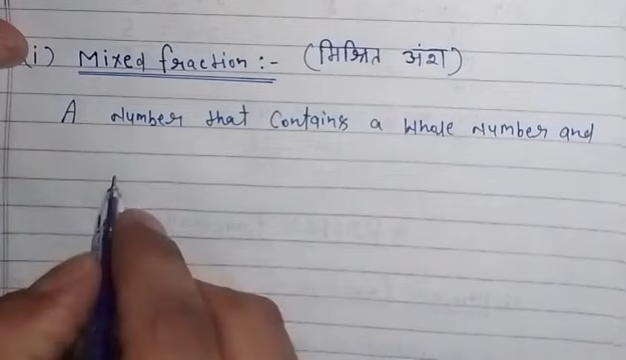 (i) Mixed fraction :- (मिश्रित अंश)
A Number that Contains a Whole Number and